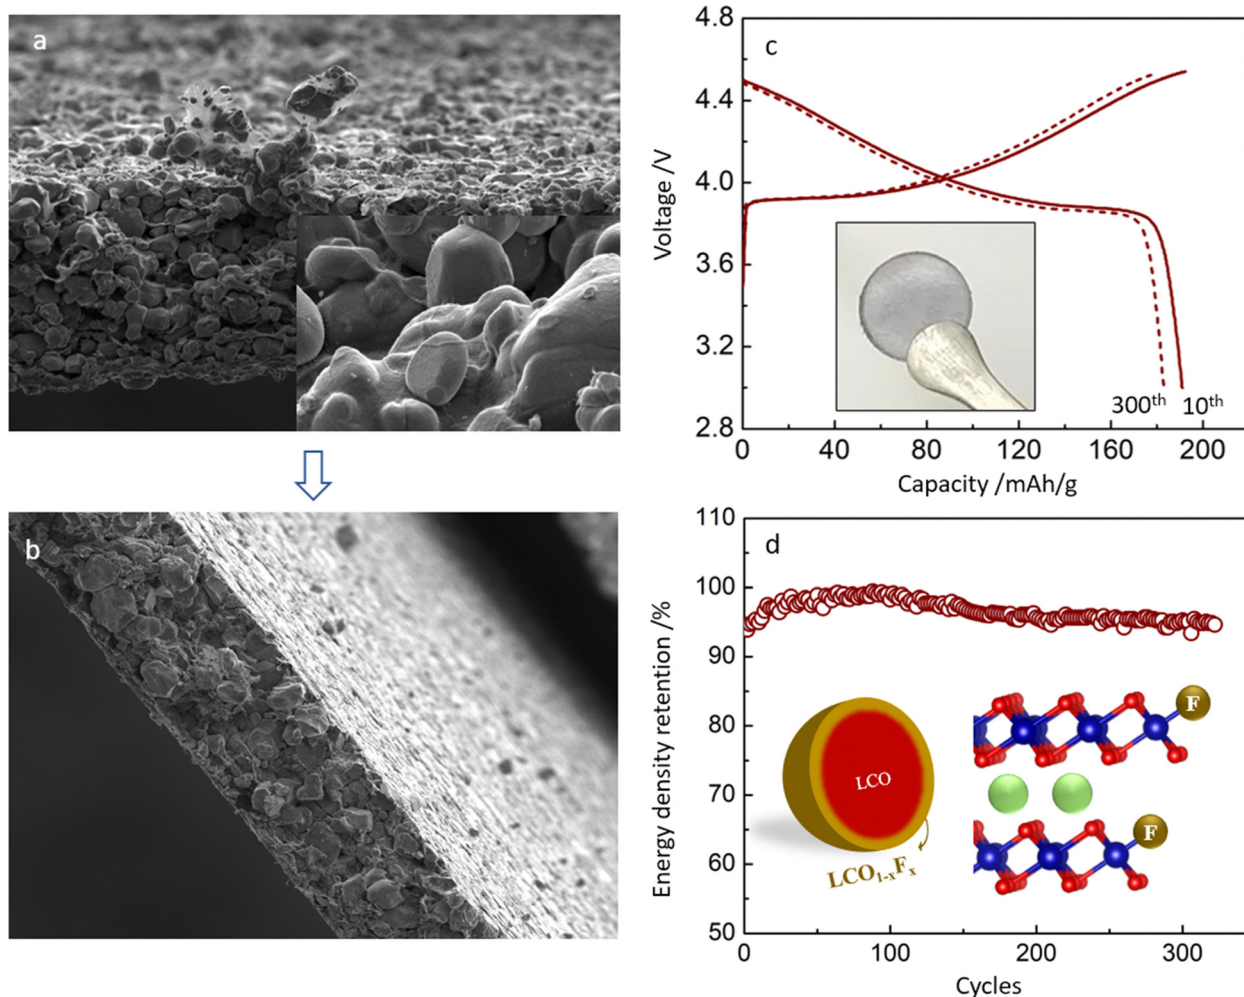 a
b
c
4.8
4.4
4.0
3.6
3.2
2.8
Voltage /V
300th
10th
0
40
80
120
160
200
Capacity /mAh/g
d
110
100
90
80
70
60
50
Energy density retention /%
LCO
LCO1-xFx
F
F
0
100
200
300
Cycles